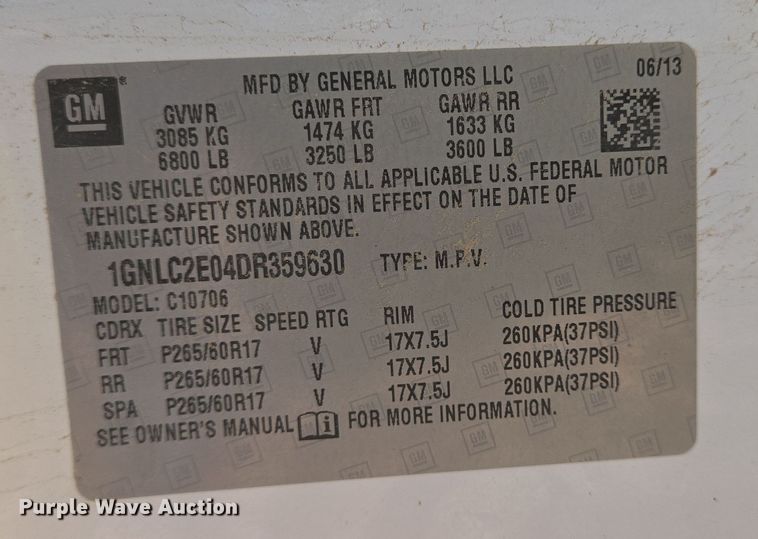 GM
MFD BY GENERAL MOTORS LLC 06/13
GVWR GAWR FRT GAWR RR
3085 KG 1474 KG 1633 KG
6800 LB 3250 LB 3600 LB
THIS VEHICLE CONFORMS TO ALL APPLICABLE U.S. FEDERAL MOTOR
VEHICLE SAFETY STANDARDS IN EFFECT ON THE DATE OF
MANUFACTURE SHOWN ABOVE.
1GNLC2E04DR359630 TYPE: M.P.V.
MODEL: C10706
CDRX TIRE SIZE SPEED RTG RIM COLD TIRE PRESSURE
FRT P265/60R17 V 17X7.5J 260KPA(37PSI)
RR P265/60R17 V 17X7.5J 260KPA(37PSI)
SPA P265/60R17 V 17X7.5J 260KPA(37PSI)
SEE OWNER'S MANUAL i FOR MORE INFORMATION.
Purple Wave Auction